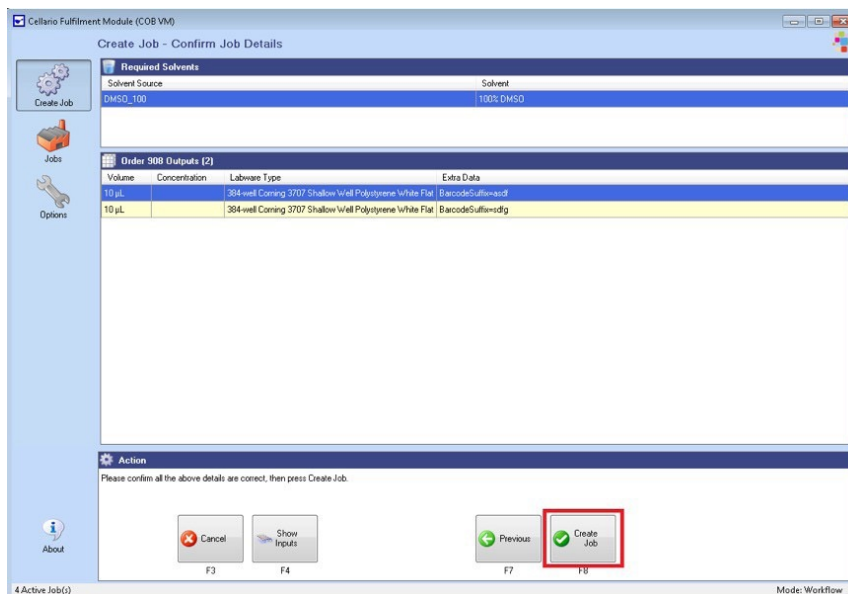 Cellario Fulfilment Module (COB VM)
Create Job - Confirm Job Details
Create Job
Jobs
Options
About
Required Solvents
Solvent Source Solvent
DMSO_100 100% DMSO
Order 908 Outputs (2)
Volume Concentration Labware Type Extra Data
10 µL 384-well Corning 3707 Shallow Well Polystyrene White Flat BarcodeSuffix=asdf
10 µL 384-well Corning 3707 Shallow Well Polystyrene White Flat BarcodeSuffix=sdfg
Action
Please confirm all the above details are correct, then press Create Job.
Cancel
F3
Show
Inputs
F4
Previous
F7
Create
Job
F8
4 Active Job(s) Mode: Workflow